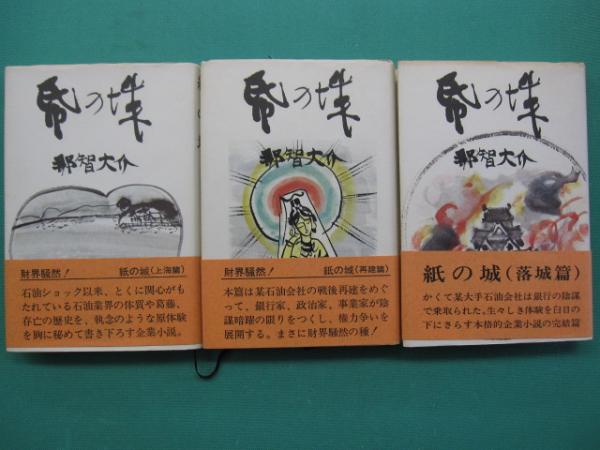 帋の城
那智大介
財界騒然! 紙の城(上海篇)
石油ショック以来、とくに関心がも
たれている石油業界の体質や葛藤、
存亡の歴史を、執念のような原体験
を胸に秘めて書き下ろす企業小説。
帋の城
那智大介
財界騒然! 紙の城(再建篇)
本篇は某石油会社の戦後再建をめぐ
って、銀行家、政治家、事業家が陰
謀暗躍の限りをつくし、権力争いを
展開する。まさに財界騒然の種!
帋の城
那智大介
紙の城(落城篇)
かくて某大手石油会社は銀行の陰謀
で乗取られた。生々しき体験を白日の
下にさらす本格的企業小説の完結篇